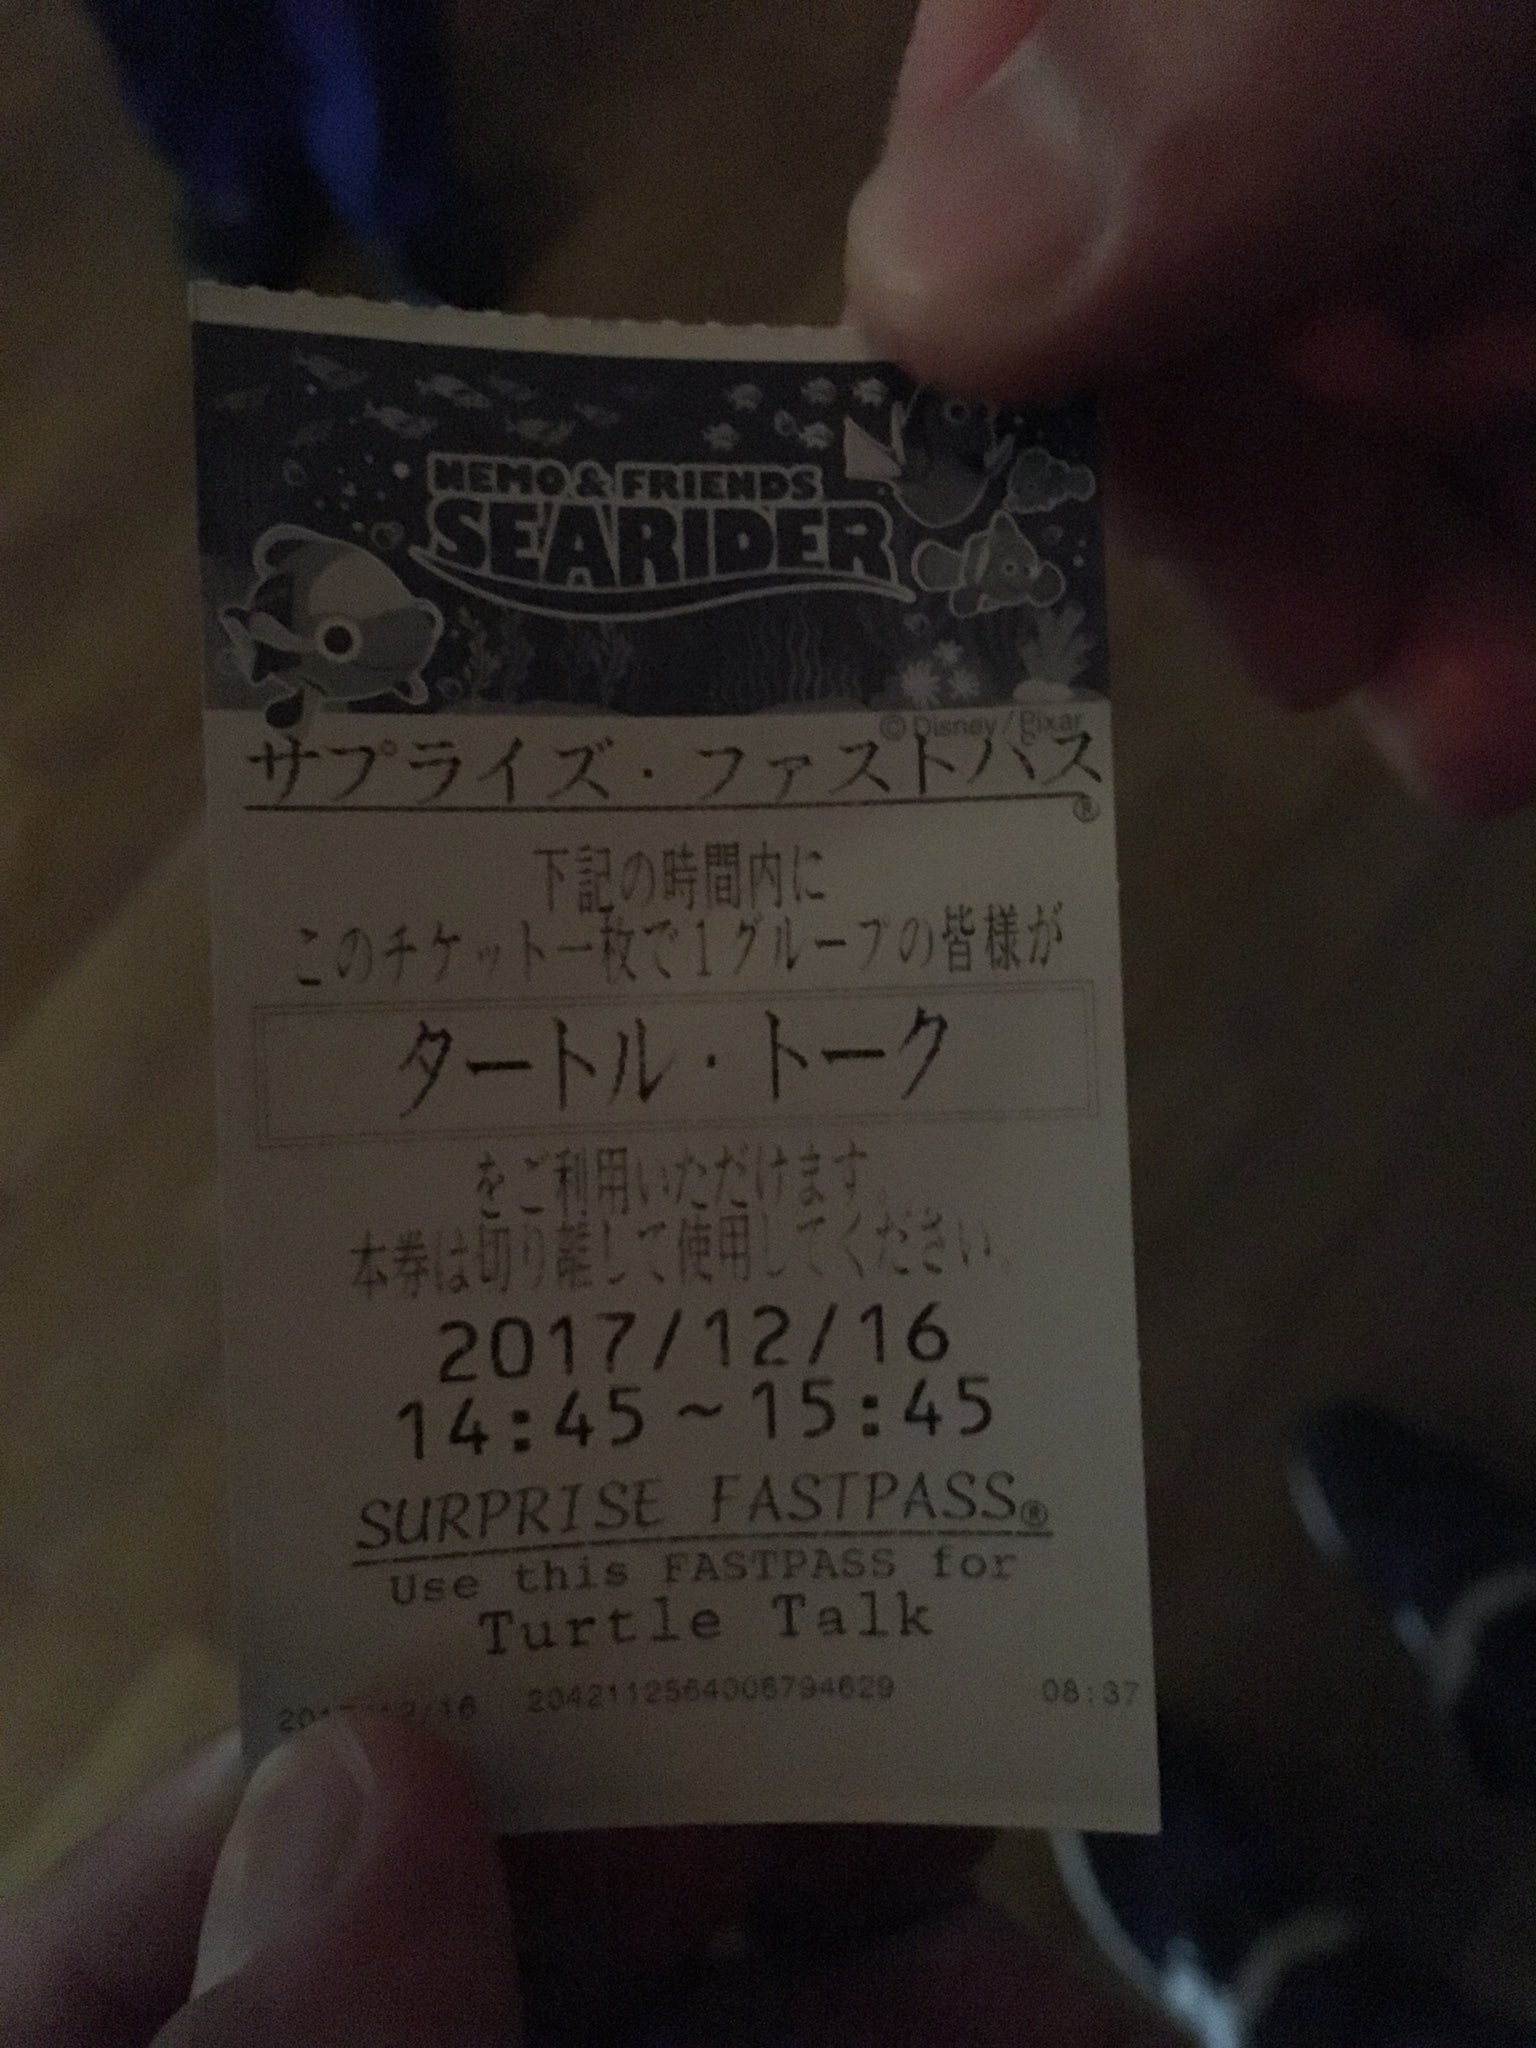 NEMO & FRIENDS
SEARIDER
© Disney/Pixar
サプライズ・ファストパス
®
下記の時間内に
このチケット一枚で1グループの皆様が
タートル・トーク
をご利用いただけます。
本券は切り離して使用してください。
2017/12/16
14:45～15:45
SURPRISE FASTPASS®
Use this FASTPASS for
Turtle Talk
2042112564006794629 08:37